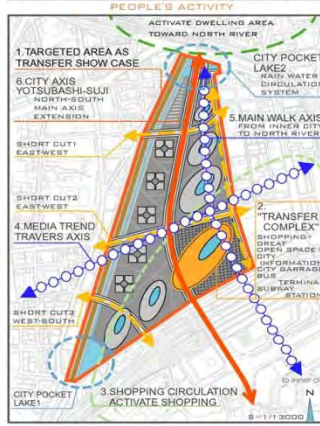 PEOPLE'S ACTIVITY
ACTIVATE DWELLING AREA
TOWARD NORTH RIVER
1.TARGETED AREA AS
TRANSFER SHOW CASE
6.CITY AXIS
YOTSUBASHI-SUJI
NORTH-SOUTH
MAIN AXIS
EXTENSION
SHORT CUT1
EAST-WEST
SHORT CUT2
EAST-WEST
4.MEDIA TREND
TRAVERS AXIS
SHORT CUT3
WEST-SOUTH
CITY POCKET
LAKE1
3.SHOPPING CIRCULATION
ACTIVATE SHOPPING
CITY POCKET
LAKE2
RAIN WATER
CIRCULATION
SYSTEM
5.MAIN WALK AXIS
FROM INNER CITY
TO NORTH RIVER
2.
"TRANSFER
COMPLEX"
SHOPPING
GREAT
OPEN SPACE
CITY
INFORMATION
CITY GARBAGE
BUS
TERMINAL
SUBWAY
STATION
to inner
N
S=1/13000